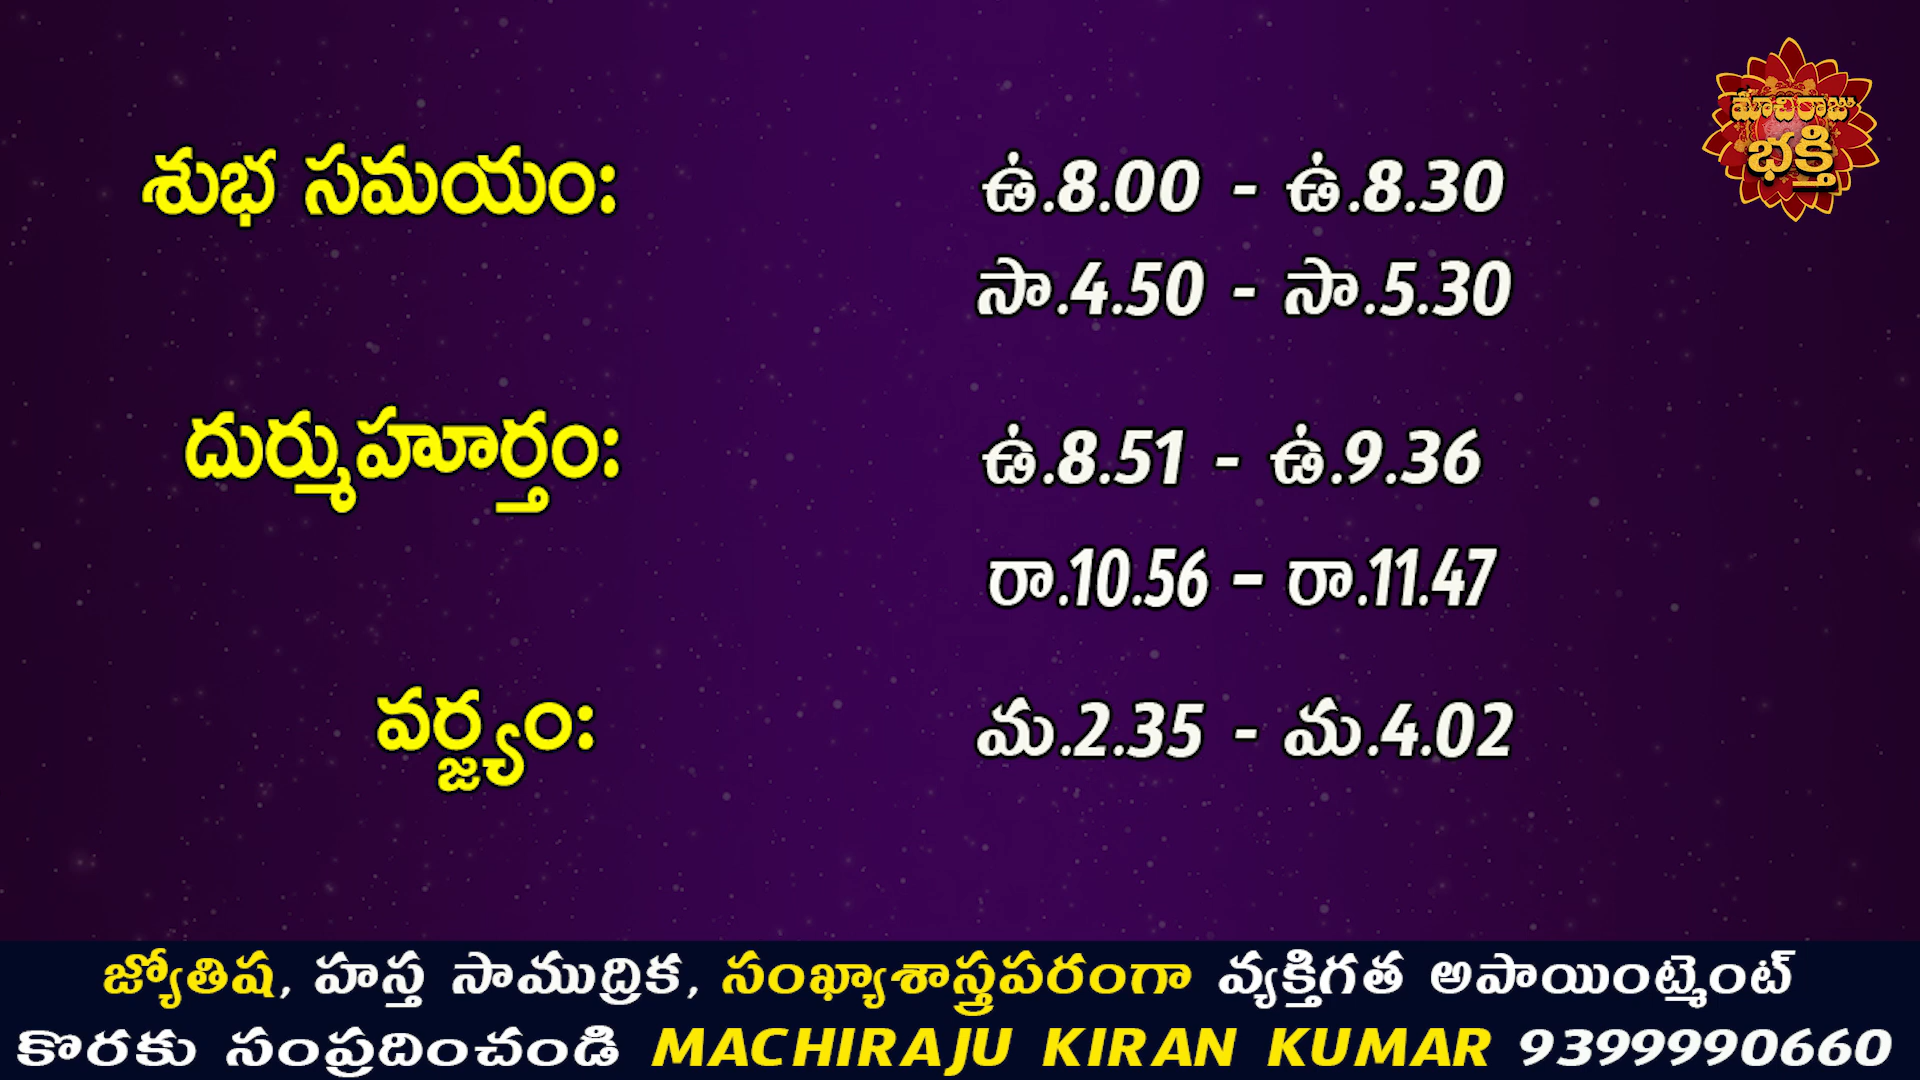 మాచిరాజు
భక్తి
శుభ సమయం: ఉ.8.00 - ఉ.8.30
సా.4.50 - సా.5.30
దుర్ముహూర్తం: ఉ.8.51 - ఉ.9.36
రా.10.56 - రా.11.47
వర్జ్యం: మ.2.35 - మ.4.02
జ్యోతిష, హస్త సాముద్రిక, సంఖ్యాశాస్త్రపరంగా వ్యక్తిగత అపాయింట్మెంట్
కొరకు సంప్రదించండి MACHIRAJU KIRAN KUMAR 9399990660